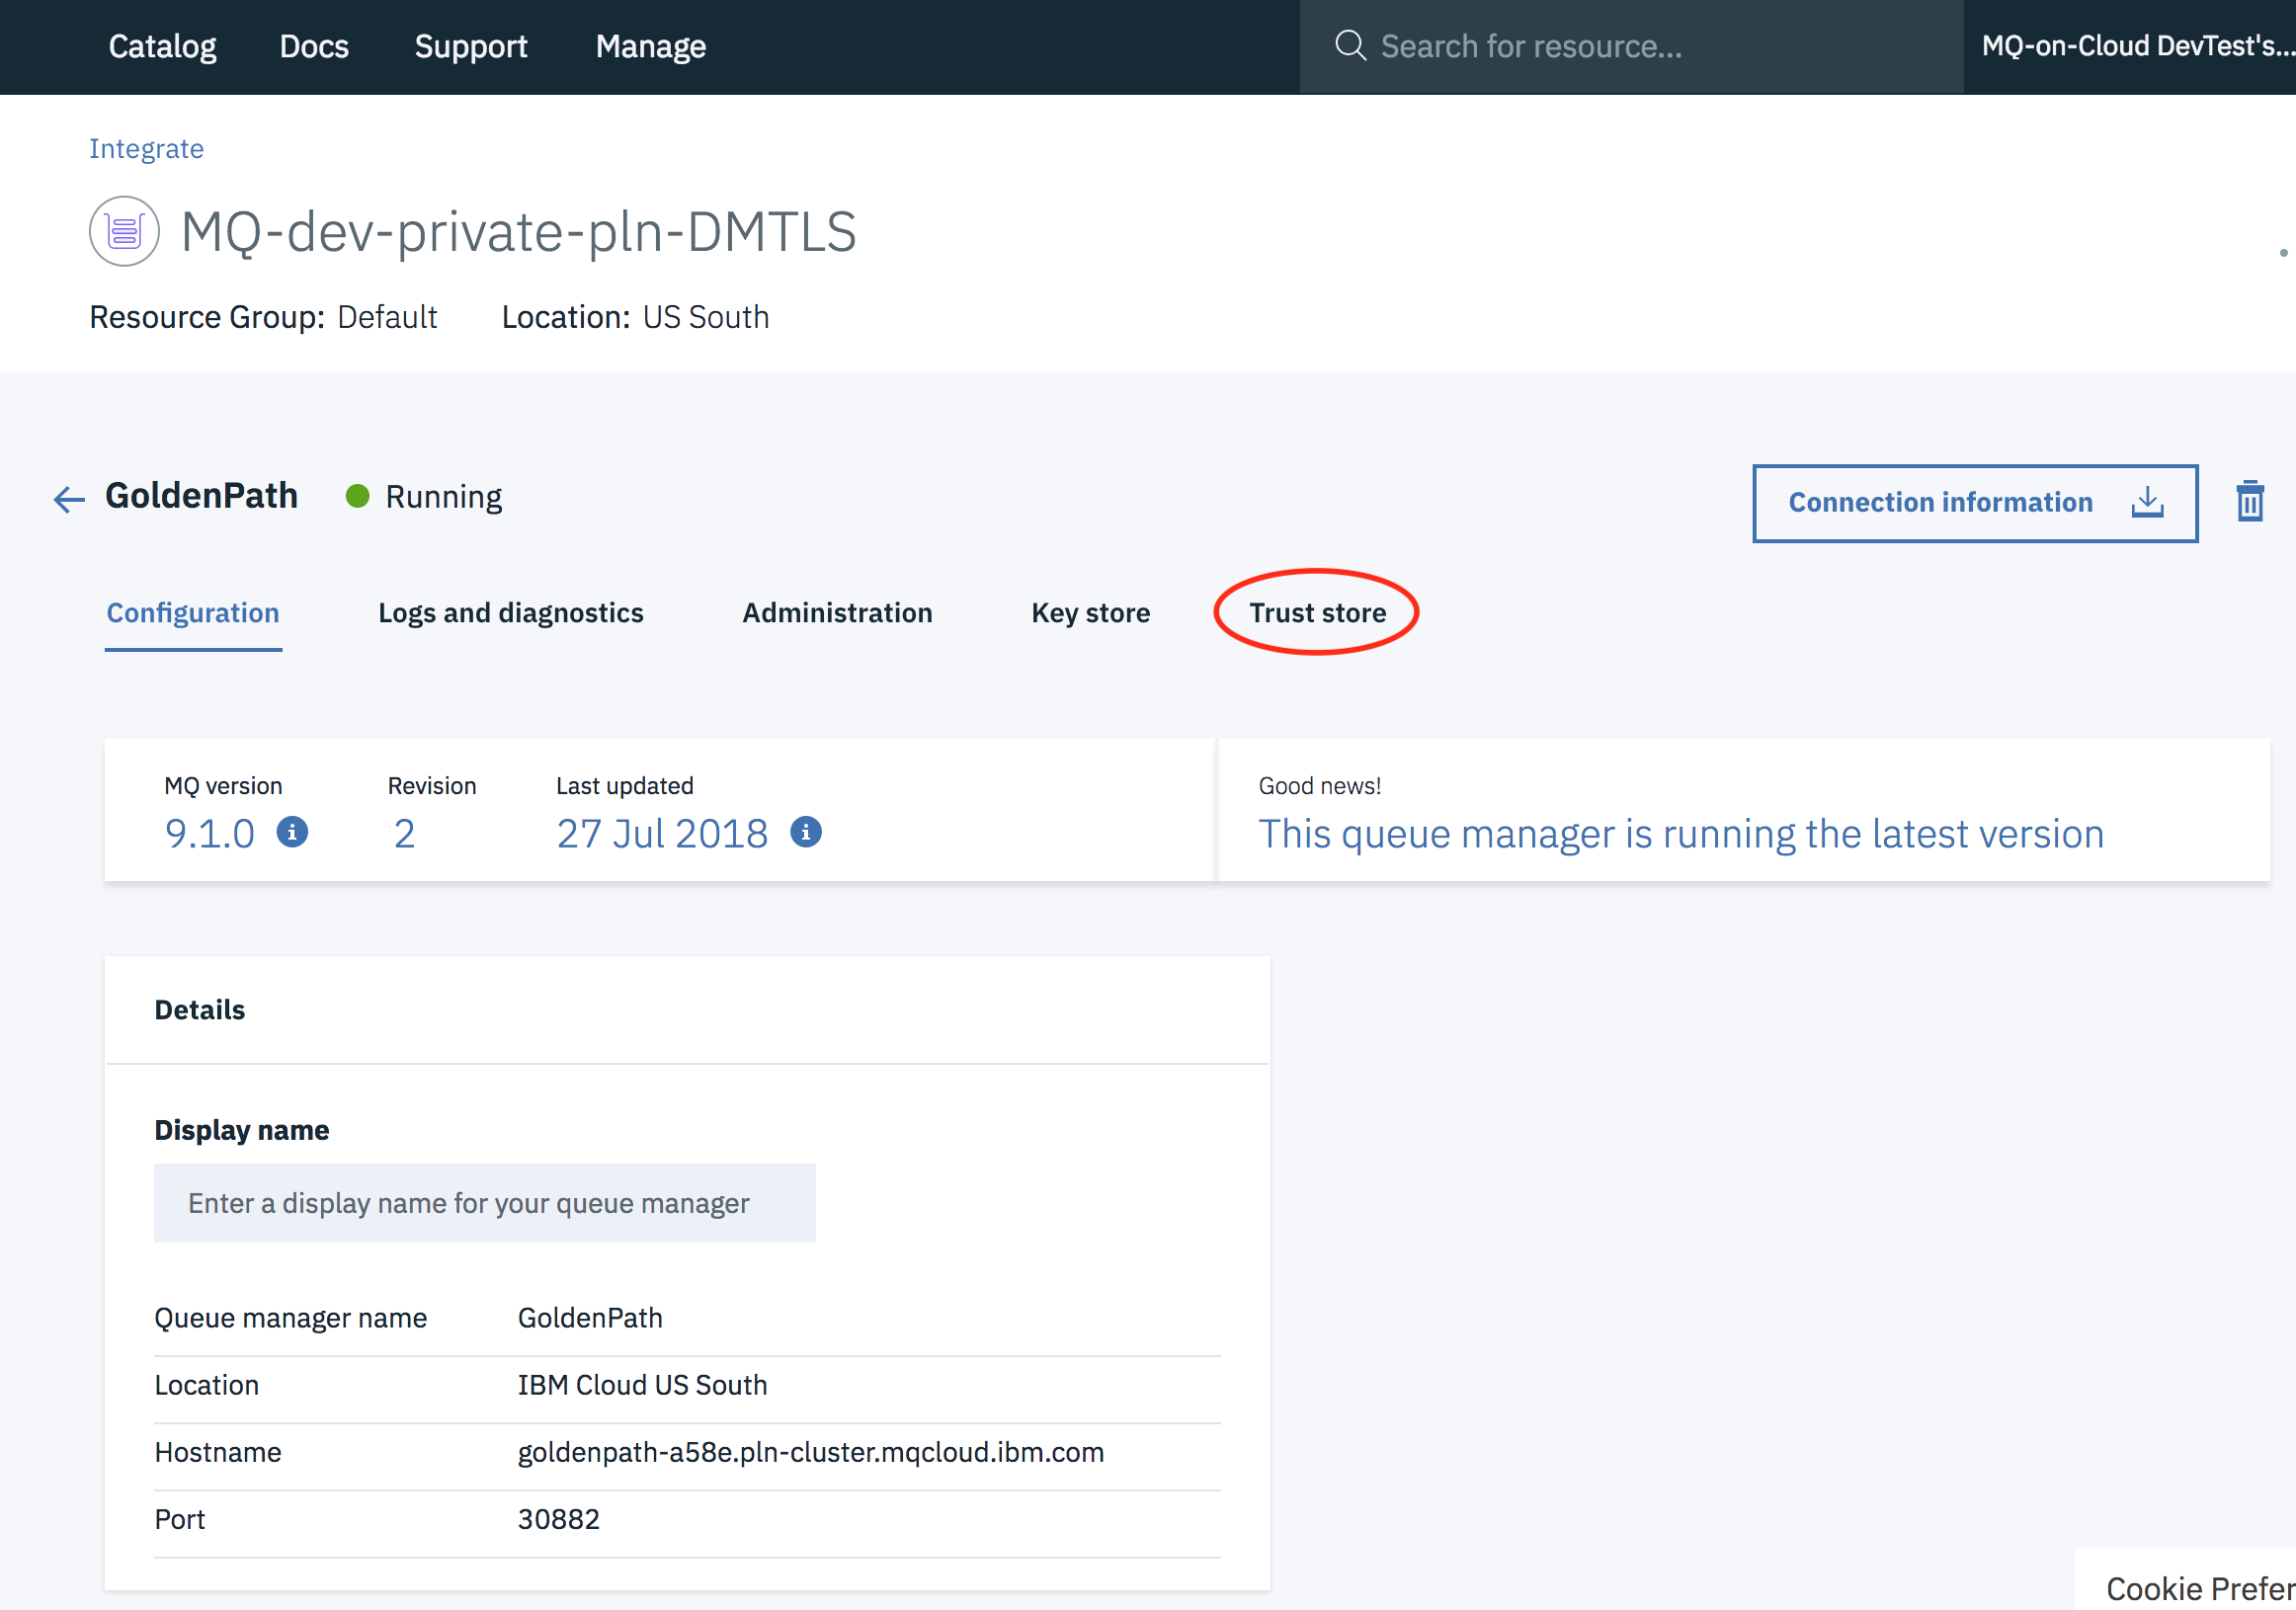 Catalog Docs Support Manage Search for resource... MQ-on-Cloud DevTest's...
Integrate
MQ-dev-private-pln-DMTLS
Resource Group: Default Location: US South
GoldenPath Running Connection information
Configuration Logs and diagnostics Administration Key store Trust store
MQ version Revision Last updated Good news!
9.1.0 2 27 Jul 2018 This queue manager is running the latest version
Details
Display name
Enter a display name for your queue manager
Queue manager name GoldenPath
Location IBM Cloud US South
Hostname goldenpath-a58e.pln-cluster.mqcloud.ibm.com
Port 30882
Cookie Prefer